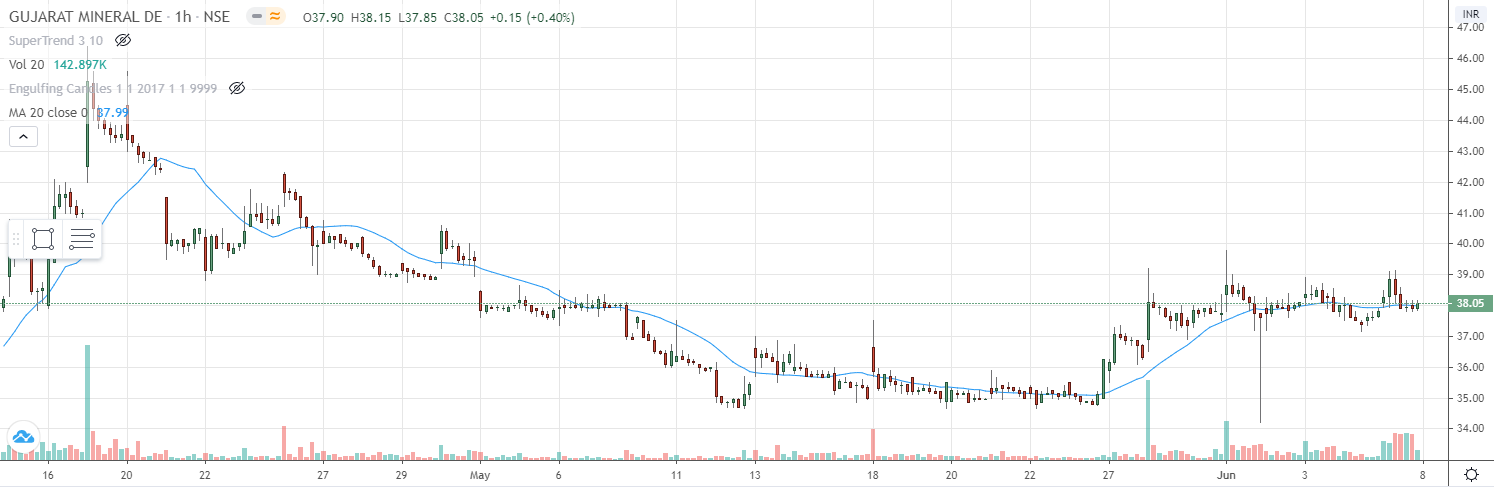 GUJARAT MINERAL DE · 1h · NSE O37.90 H38.15 L37.85 C38.05 +0.15 (+0.40%)
INR
SuperTrend 3 10
Vol 20 142.897K
Engulfing Candles 1 1 2017 1 1 9999
MA 20 close 0 37.99
47.00
46.00
45.00
44.00
43.00
42.00
41.00
40.00
39.00
38.05
37.00
36.00
35.00
34.00
16 20 22 27 29 May 6 11 13 18 20 22 27 Jun 3 8